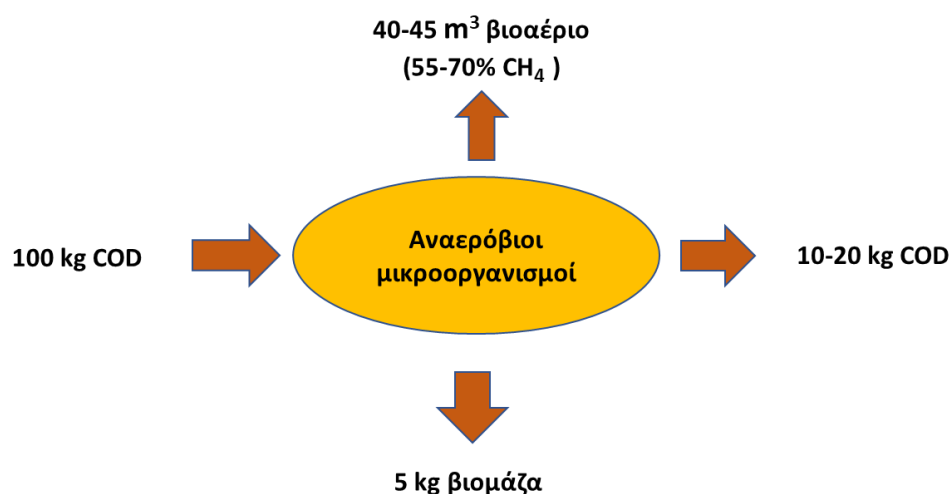 40-45 m³ βιοαέριο
(55-70% CH₄ )
100 kg COD
Αναερόβιοι
μικροοργανισμοί
10-20 kg COD
5 kg βιομάζα